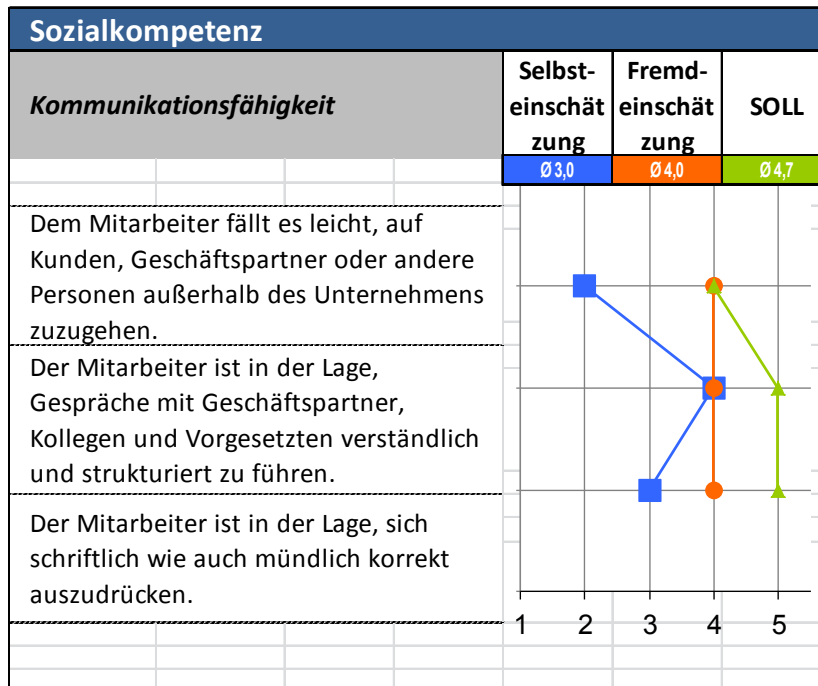 Sozialkompetenz
Kommunikationsfähigkeit
Selbst-
einschät
zung
Fremd-
einschät
zung
SOLL
Ø 3,0
Ø 4,0
Ø 4,7
Dem Mitarbeiter fällt es leicht, auf
Kunden, Geschäftspartner oder andere
Personen außerhalb des Unternehmens
zuzugehen.
Der Mitarbeiter ist in der Lage,
Gespräche mit Geschäftspartner,
Kollegen und Vorgesetzten verständlich
und strukturiert zu führen.
Der Mitarbeiter ist in der Lage, sich
schriftlich wie auch mündlich korrekt
auszudrücken.
1 2 3 4 5